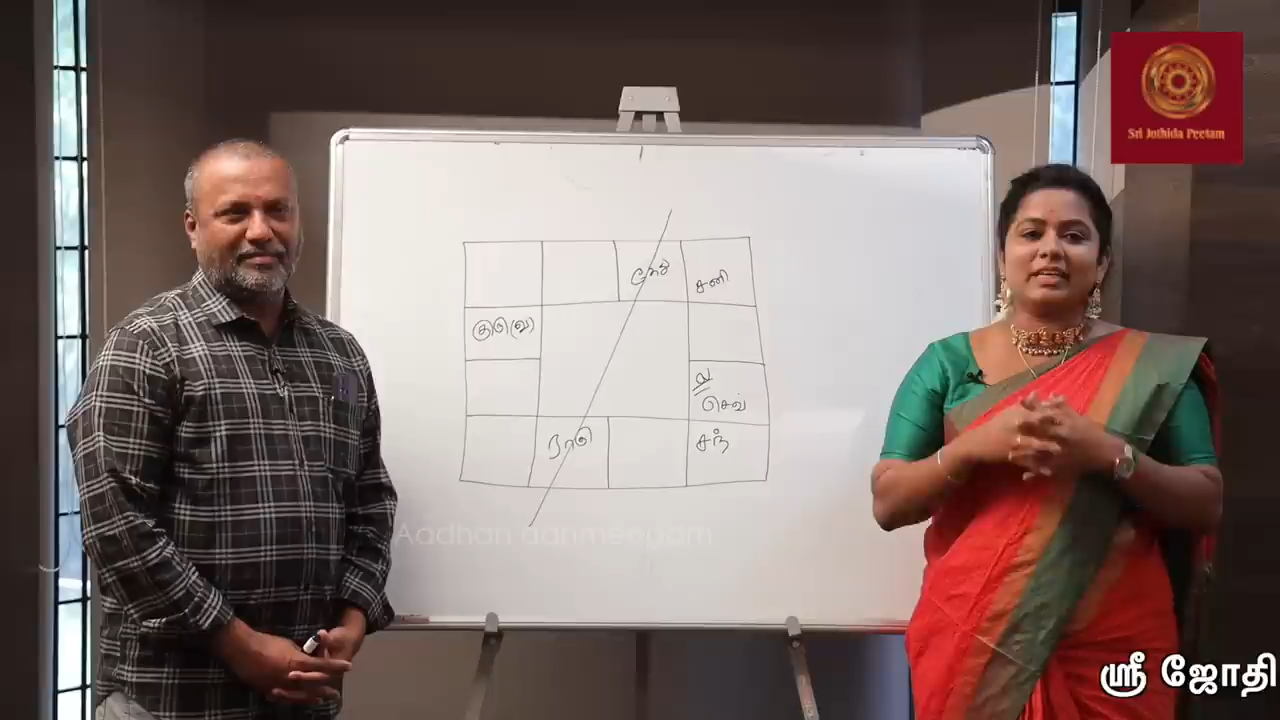 Sri Jothida Peetam
கேது
சனி
குரு(வ)
ல
செவ்
ராகு
சந்
Aadhan aanmeegam
ஸ்ரீ ஜோதி